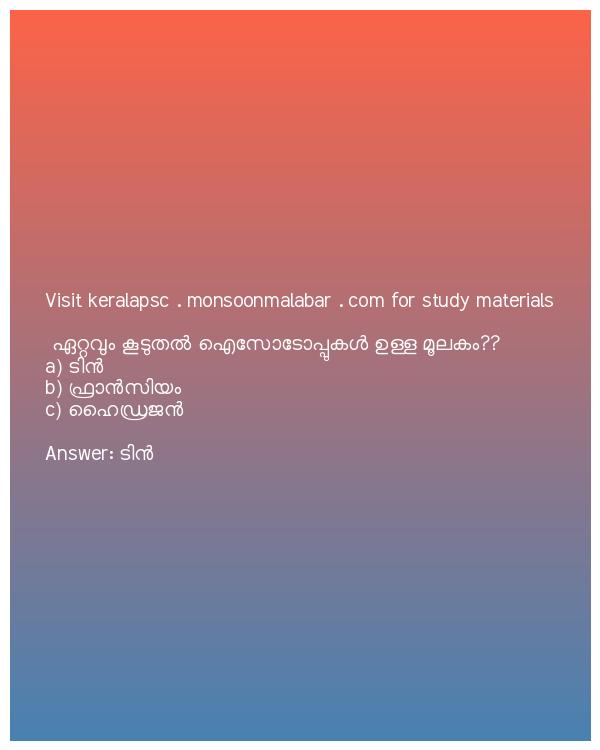 Visit keralapsc . monsoonmalabar . com for study materials
ഏറ്റവും കൂടുതൽ ഐസോടോപ്പുകൾ ഉള്ള മൂലകം??
a) ടിൻ
b) ഫ്രാൻസിയം
c) ഹൈഡ്രജൻ
Answer: ടിൻ